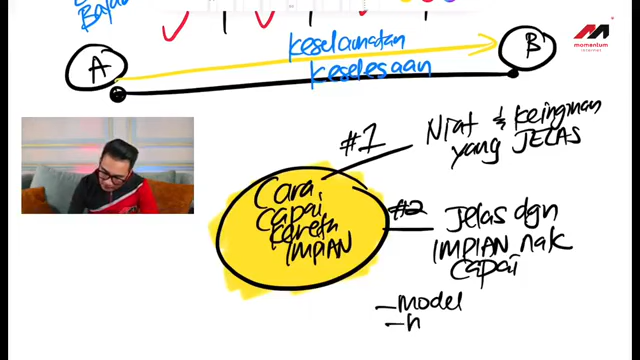 momentum
internet
A
B
keselamatan
keselesaan
#1
Niat & keinginan
yang JELAS
Cara
capai
kereta
IMPIAN
#2
Jelas dgn
IMPIAN nak
capai
- model
- h